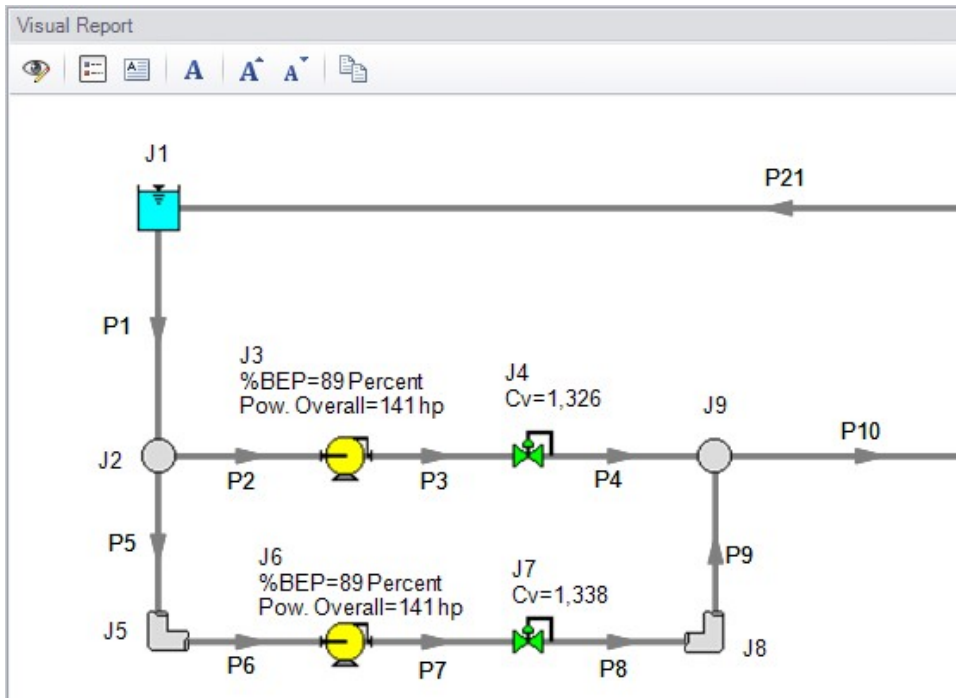 Visual Report
A A A
J1
P21
P1
J3
%BEP=89 Percent
Pow. Overall=141 hp
J4
Cv=1,326
J9
P10
J2
P2
P3
P4
P5
J6
%BEP=89 Percent
Pow. Overall=141 hp
J7
Cv=1,338
P9
J5
P6
P7
P8
J8